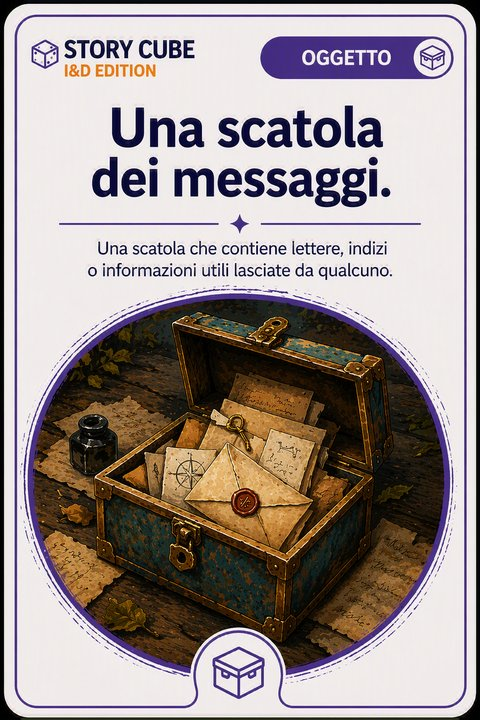 STORY CUBE
I&D EDITION
OGGETTO
Una scatola
dei messaggi.
Una scatola che contiene lettere, indizi
o informazioni utili lasciate da qualcuno.